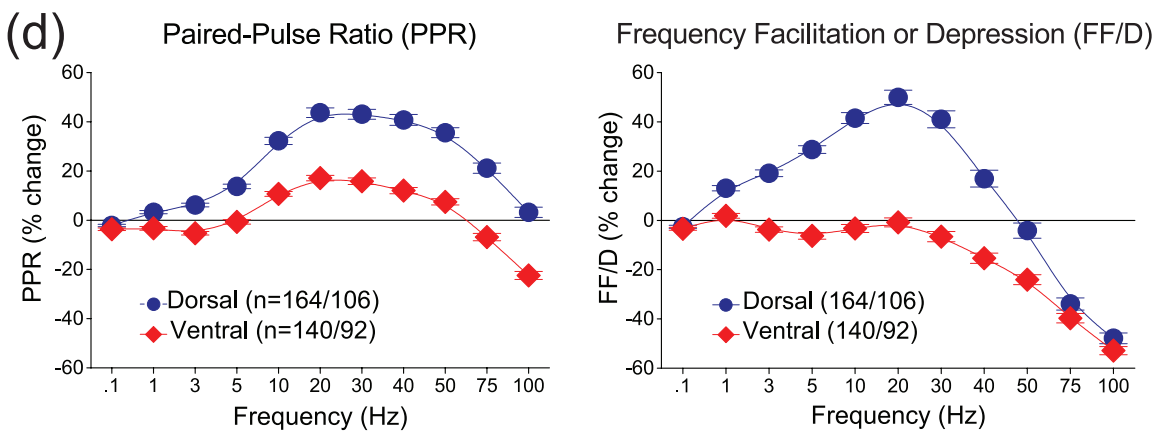 (d)
Paired-Pulse Ratio (PPR)
60
40
20
0
-20
-40
-60
PPR (% change)
Dorsal (n=164/106)
Ventral (n=140/92)
.1 1 3 5 10 20 30 40 50 75 100
Frequency (Hz)
Frequency Facilitation or Depression (FF/D)
60
40
20
0
-20
-40
-60
FF/D (% change)
Dorsal (164/106)
Ventral (140/92)
.1 1 3 5 10 20 30 40 50 75 100
Frequency (Hz)